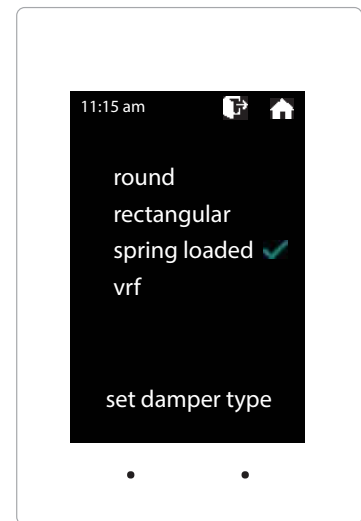 11:15 am
round
rectangular
spring loaded
vrf
set damper type